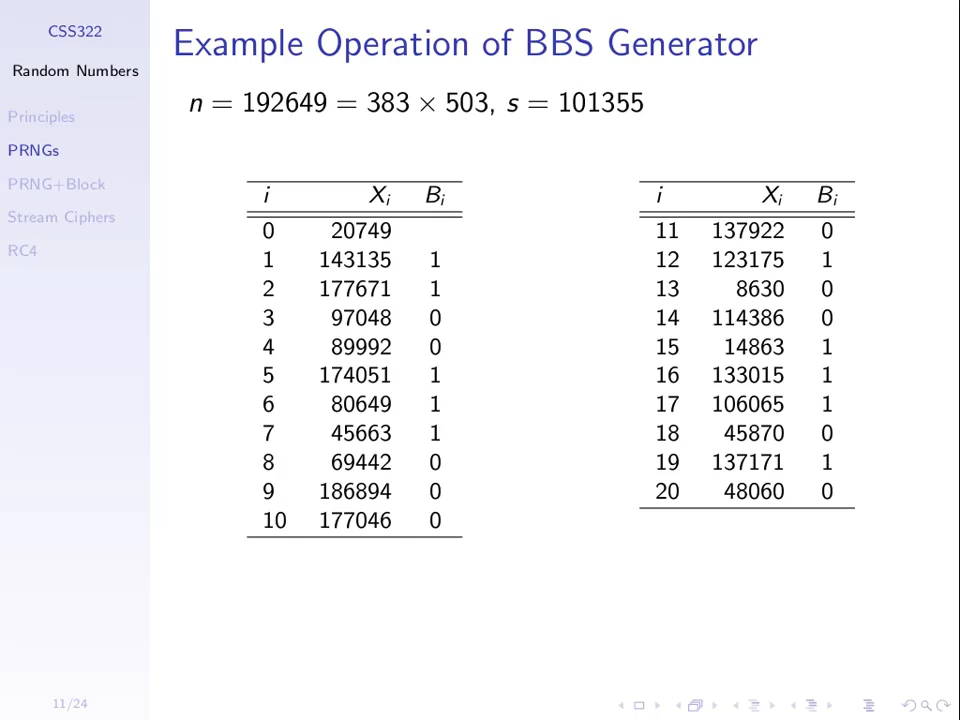 CSS322
Random Numbers
Principles
PRNGs
PRNG+Block
Stream Ciphers
RC4
11/24
Example Operation of BBS Generator
n = 192649 = 383 × 503, s = 101355
i Xi Bi
0 20749
1 143135 1
2 177671 1
3 97048 0
4 89992 0
5 174051 1
6 80649 1
7 45663 1
8 69442 0
9 186894 0
10 177046 0
i Xi Bi
11 137922 0
12 123175 1
13 8630 0
14 114386 0
15 14863 1
16 133015 1
17 106065 1
18 45870 0
19 137171 1
20 48060 0